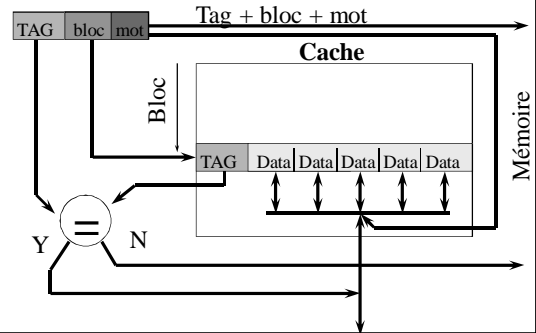 TAG bloc mot
Tag + bloc + mot
Cache
Bloc
Mémoire
TAG Data Data Data Data Data
=
Y N